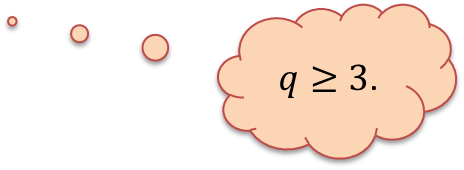 q ≥ 3.